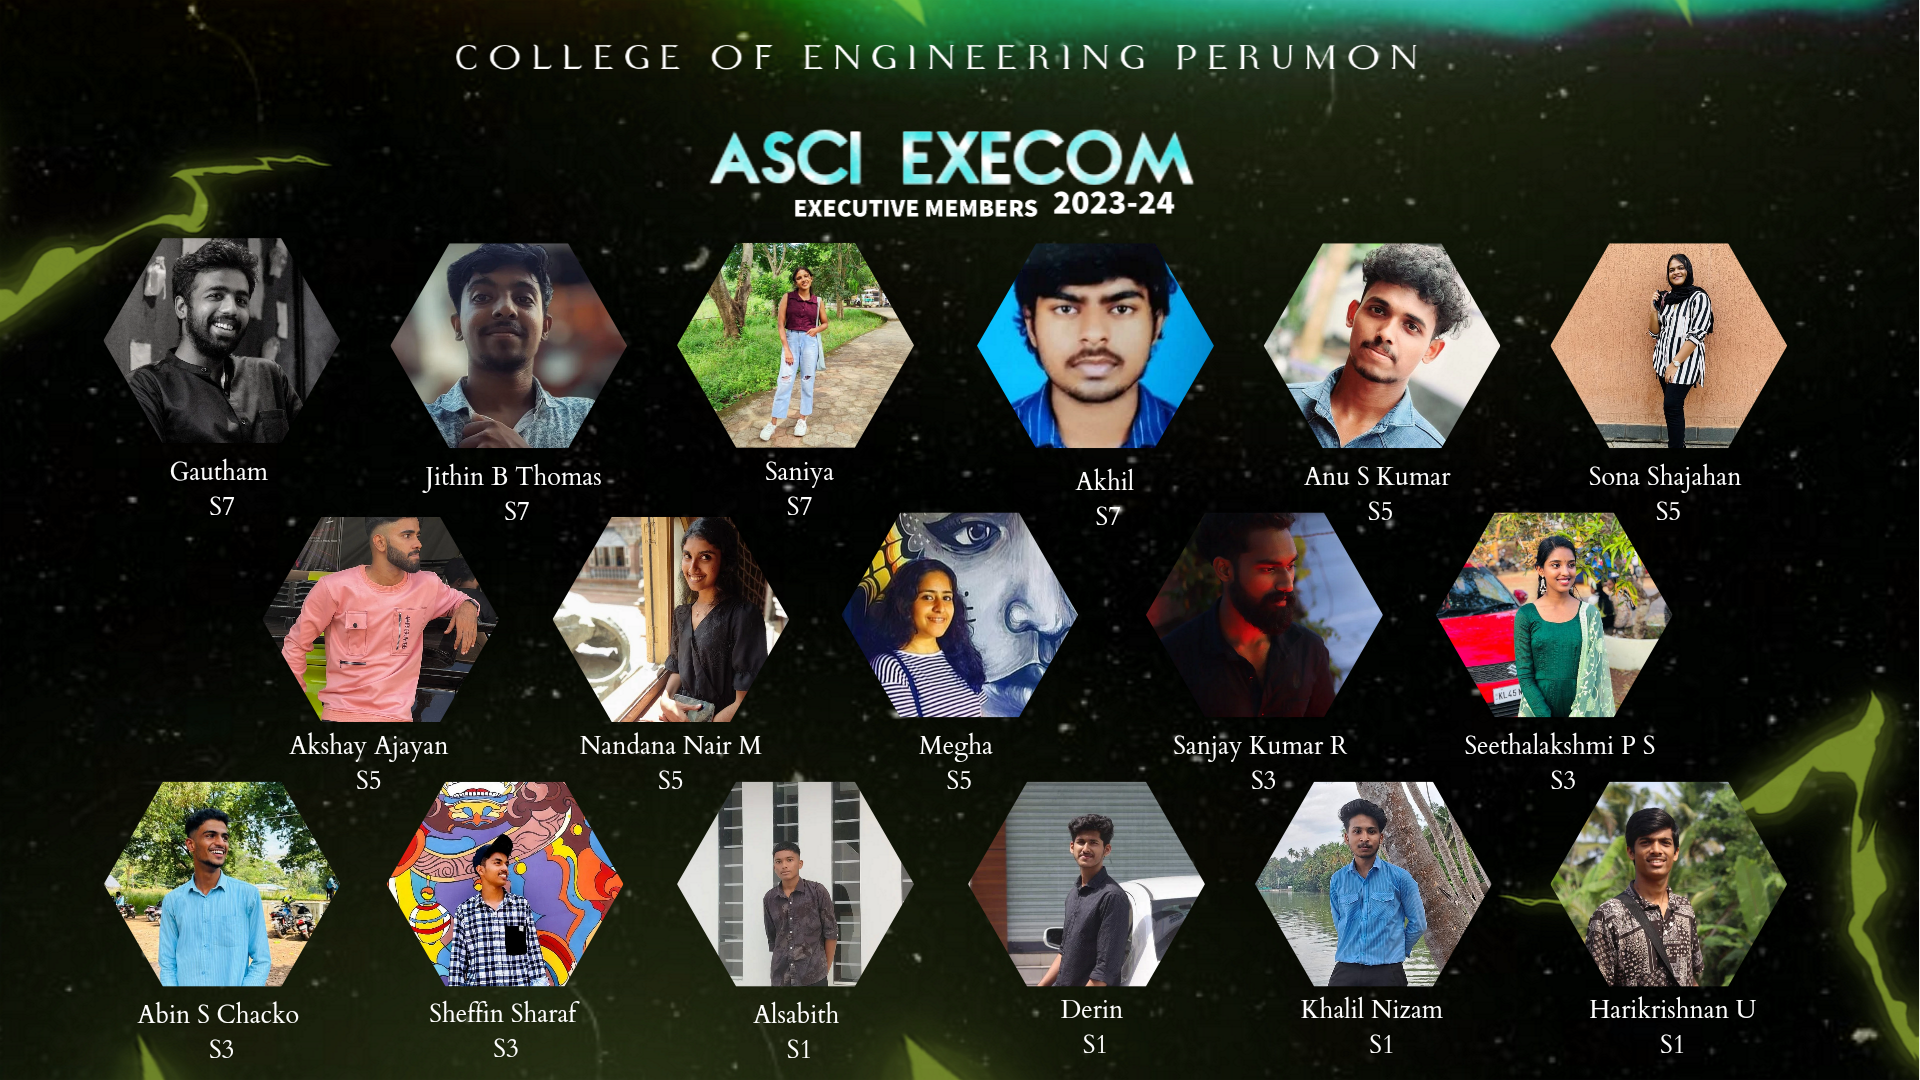 COLLEGE OF ENGINEERING PERUMON
ASCI EXECOM
EXECUTIVE MEMBERS 2023-24
Gautham
S7
Jithin B Thomas
S7
Saniya
S7
Akhil
S7
Anu S Kumar
S5
Sona Shajahan
S5
Akshay Ajayan
S5
Nandana Nair M
S5
Megha
S5
Sanjay Kumar R
S3
Seethalakshmi P S
S3
Abin S Chacko
S3
Sheffin Sharaf
S3
Alsabith
S1
Derin
S1
Khalil Nizam
S1
Harikrishnan U
S1